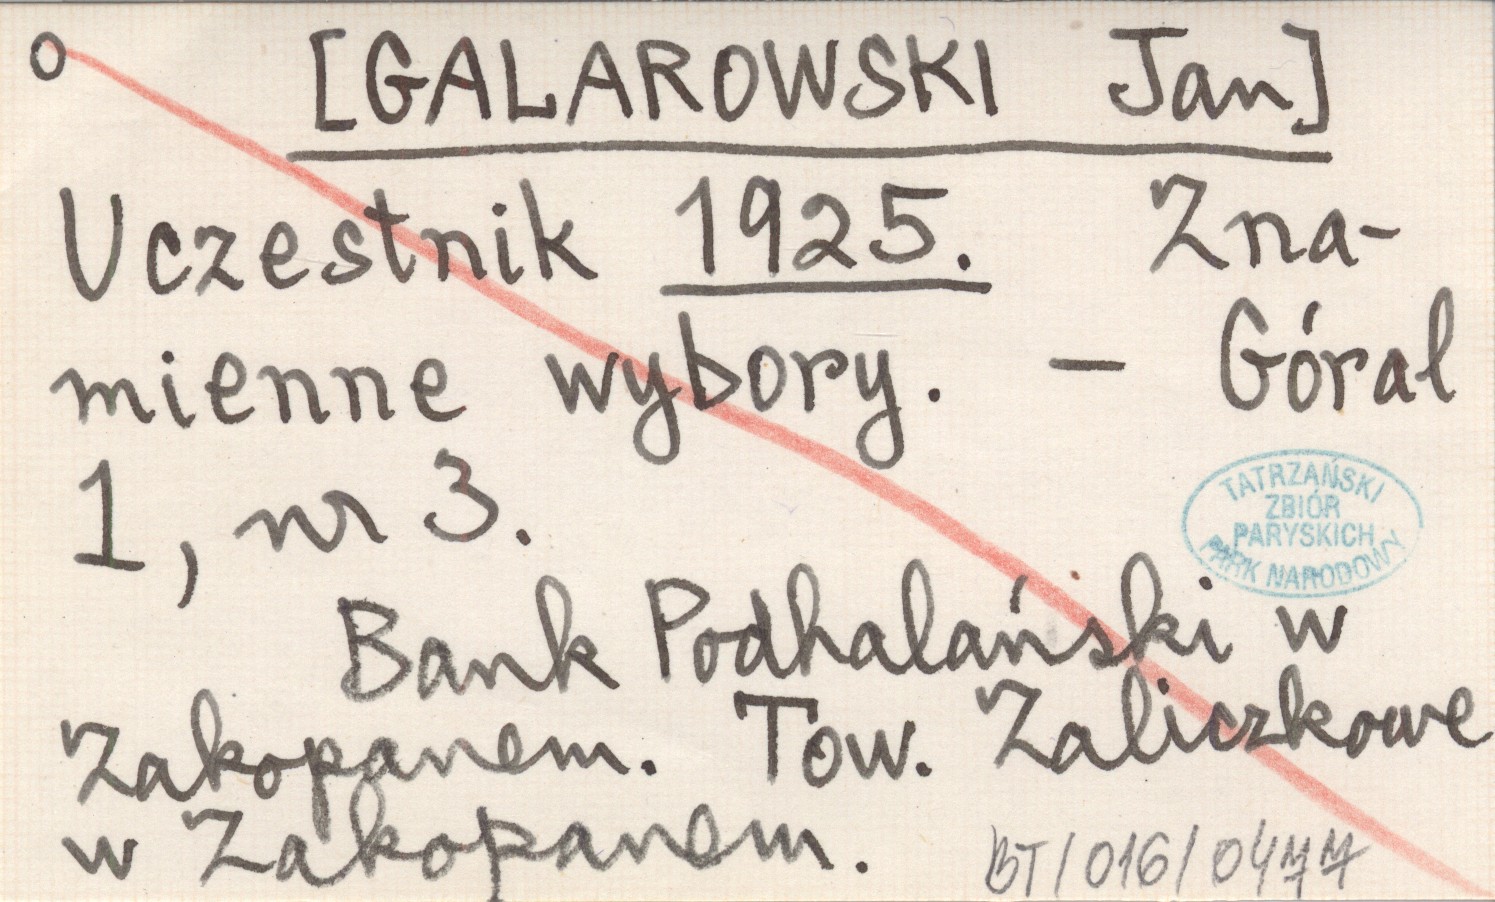 o [GALAROWSKI Jan]
Uczestnik 1925. Zna-
mienne wybory. — Góral
1, nr 3.
TATRZAŃSKI
ZBIÓR
PARYSKICH
PARK NARODOWY
Bank Podhalański w
Zakopanem. Tow. Zaliczkowe
w Zakopanem.
BT/016/0477